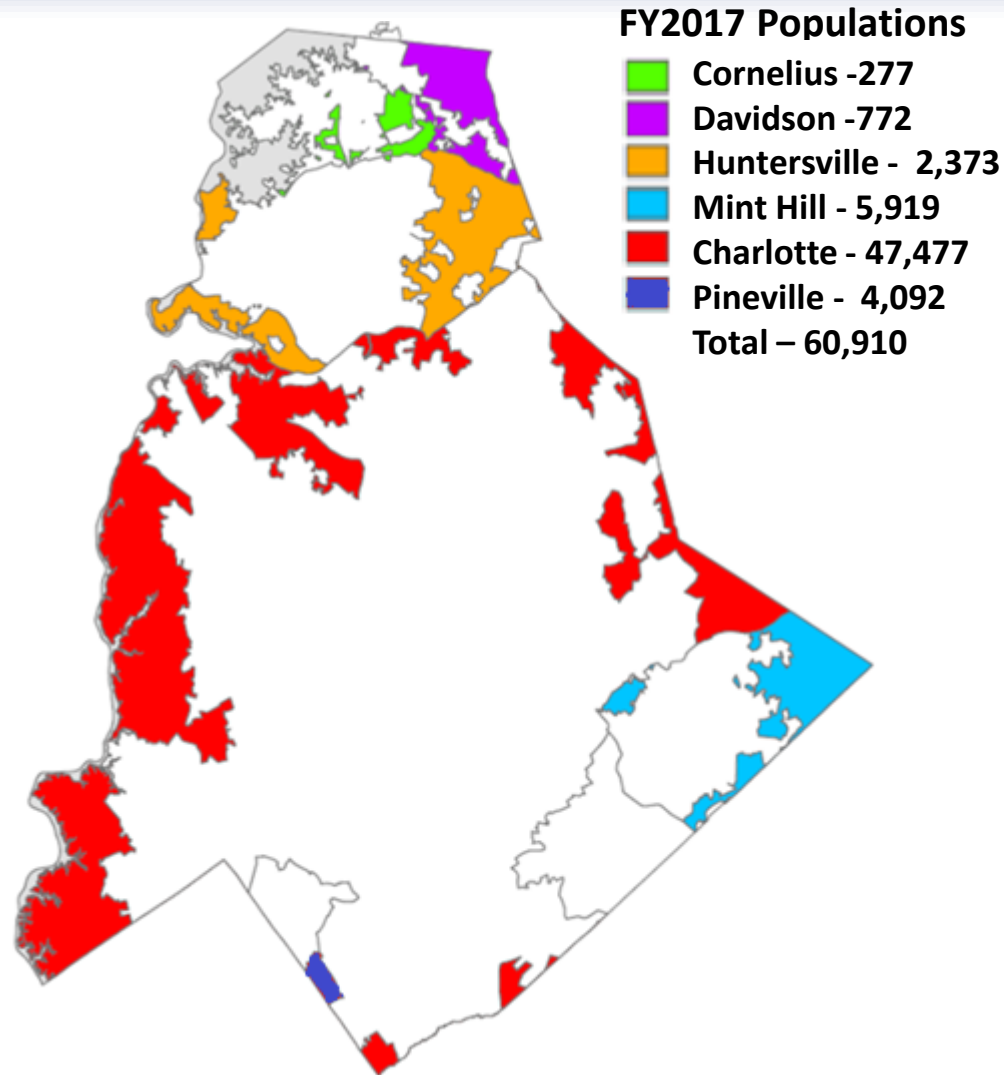 FY2017 Populations
Cornelius -277
Davidson -772
Huntersville - 2,373
Mint Hill - 5,919
Charlotte - 47,477
Pineville - 4,092
Total – 60,910